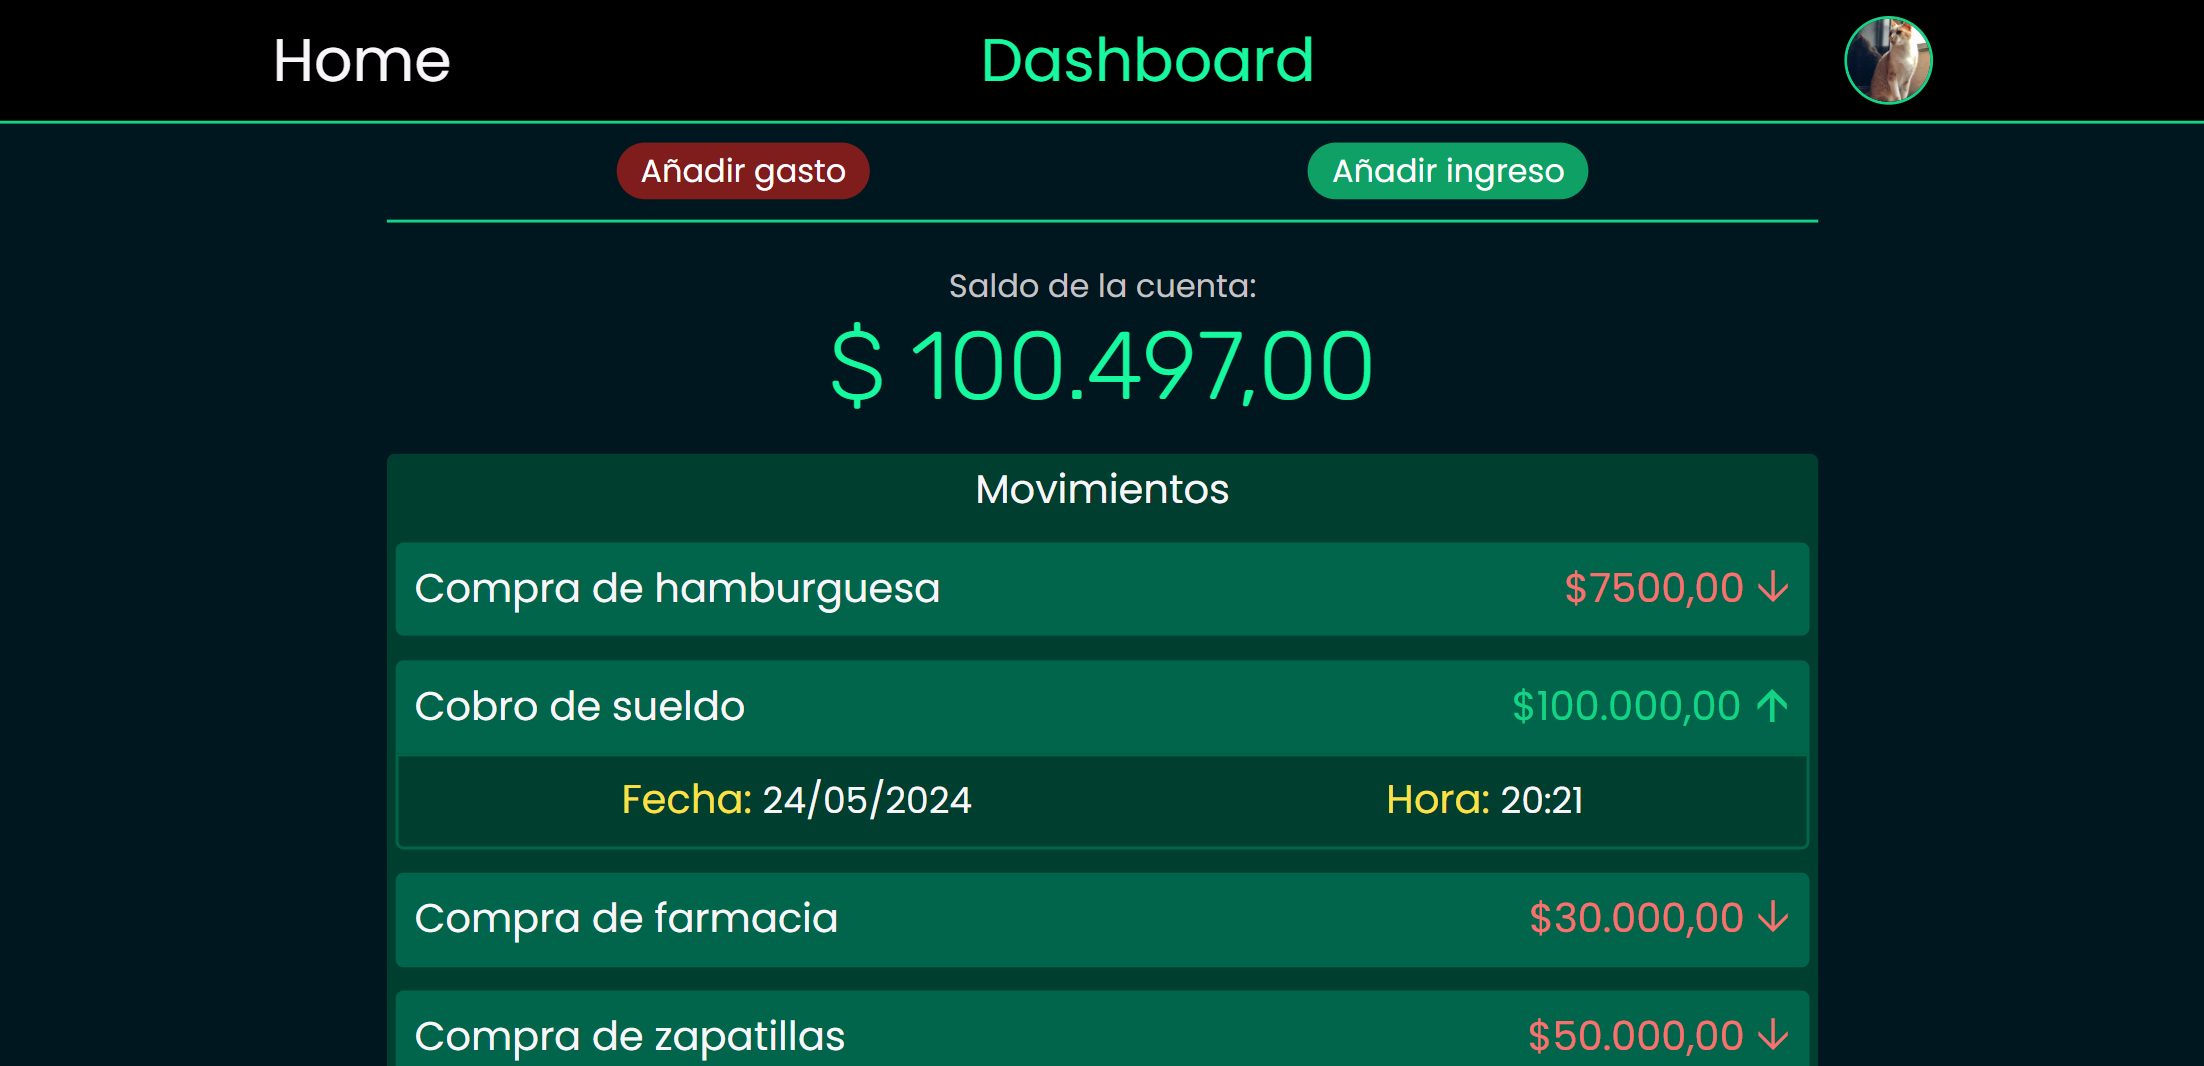 Home Dashboard
Añadir gasto Añadir ingreso
Saldo de la cuenta:
$ 100.497,00
Movimientos
Compra de hamburguesa $7500,00 ↓
Cobro de sueldo $100.000,00 ↑
Fecha: 24/05/2024 Hora: 20:21
Compra de farmacia $30.000,00 ↓
Compra de zapatillas $50.000,00 ↓